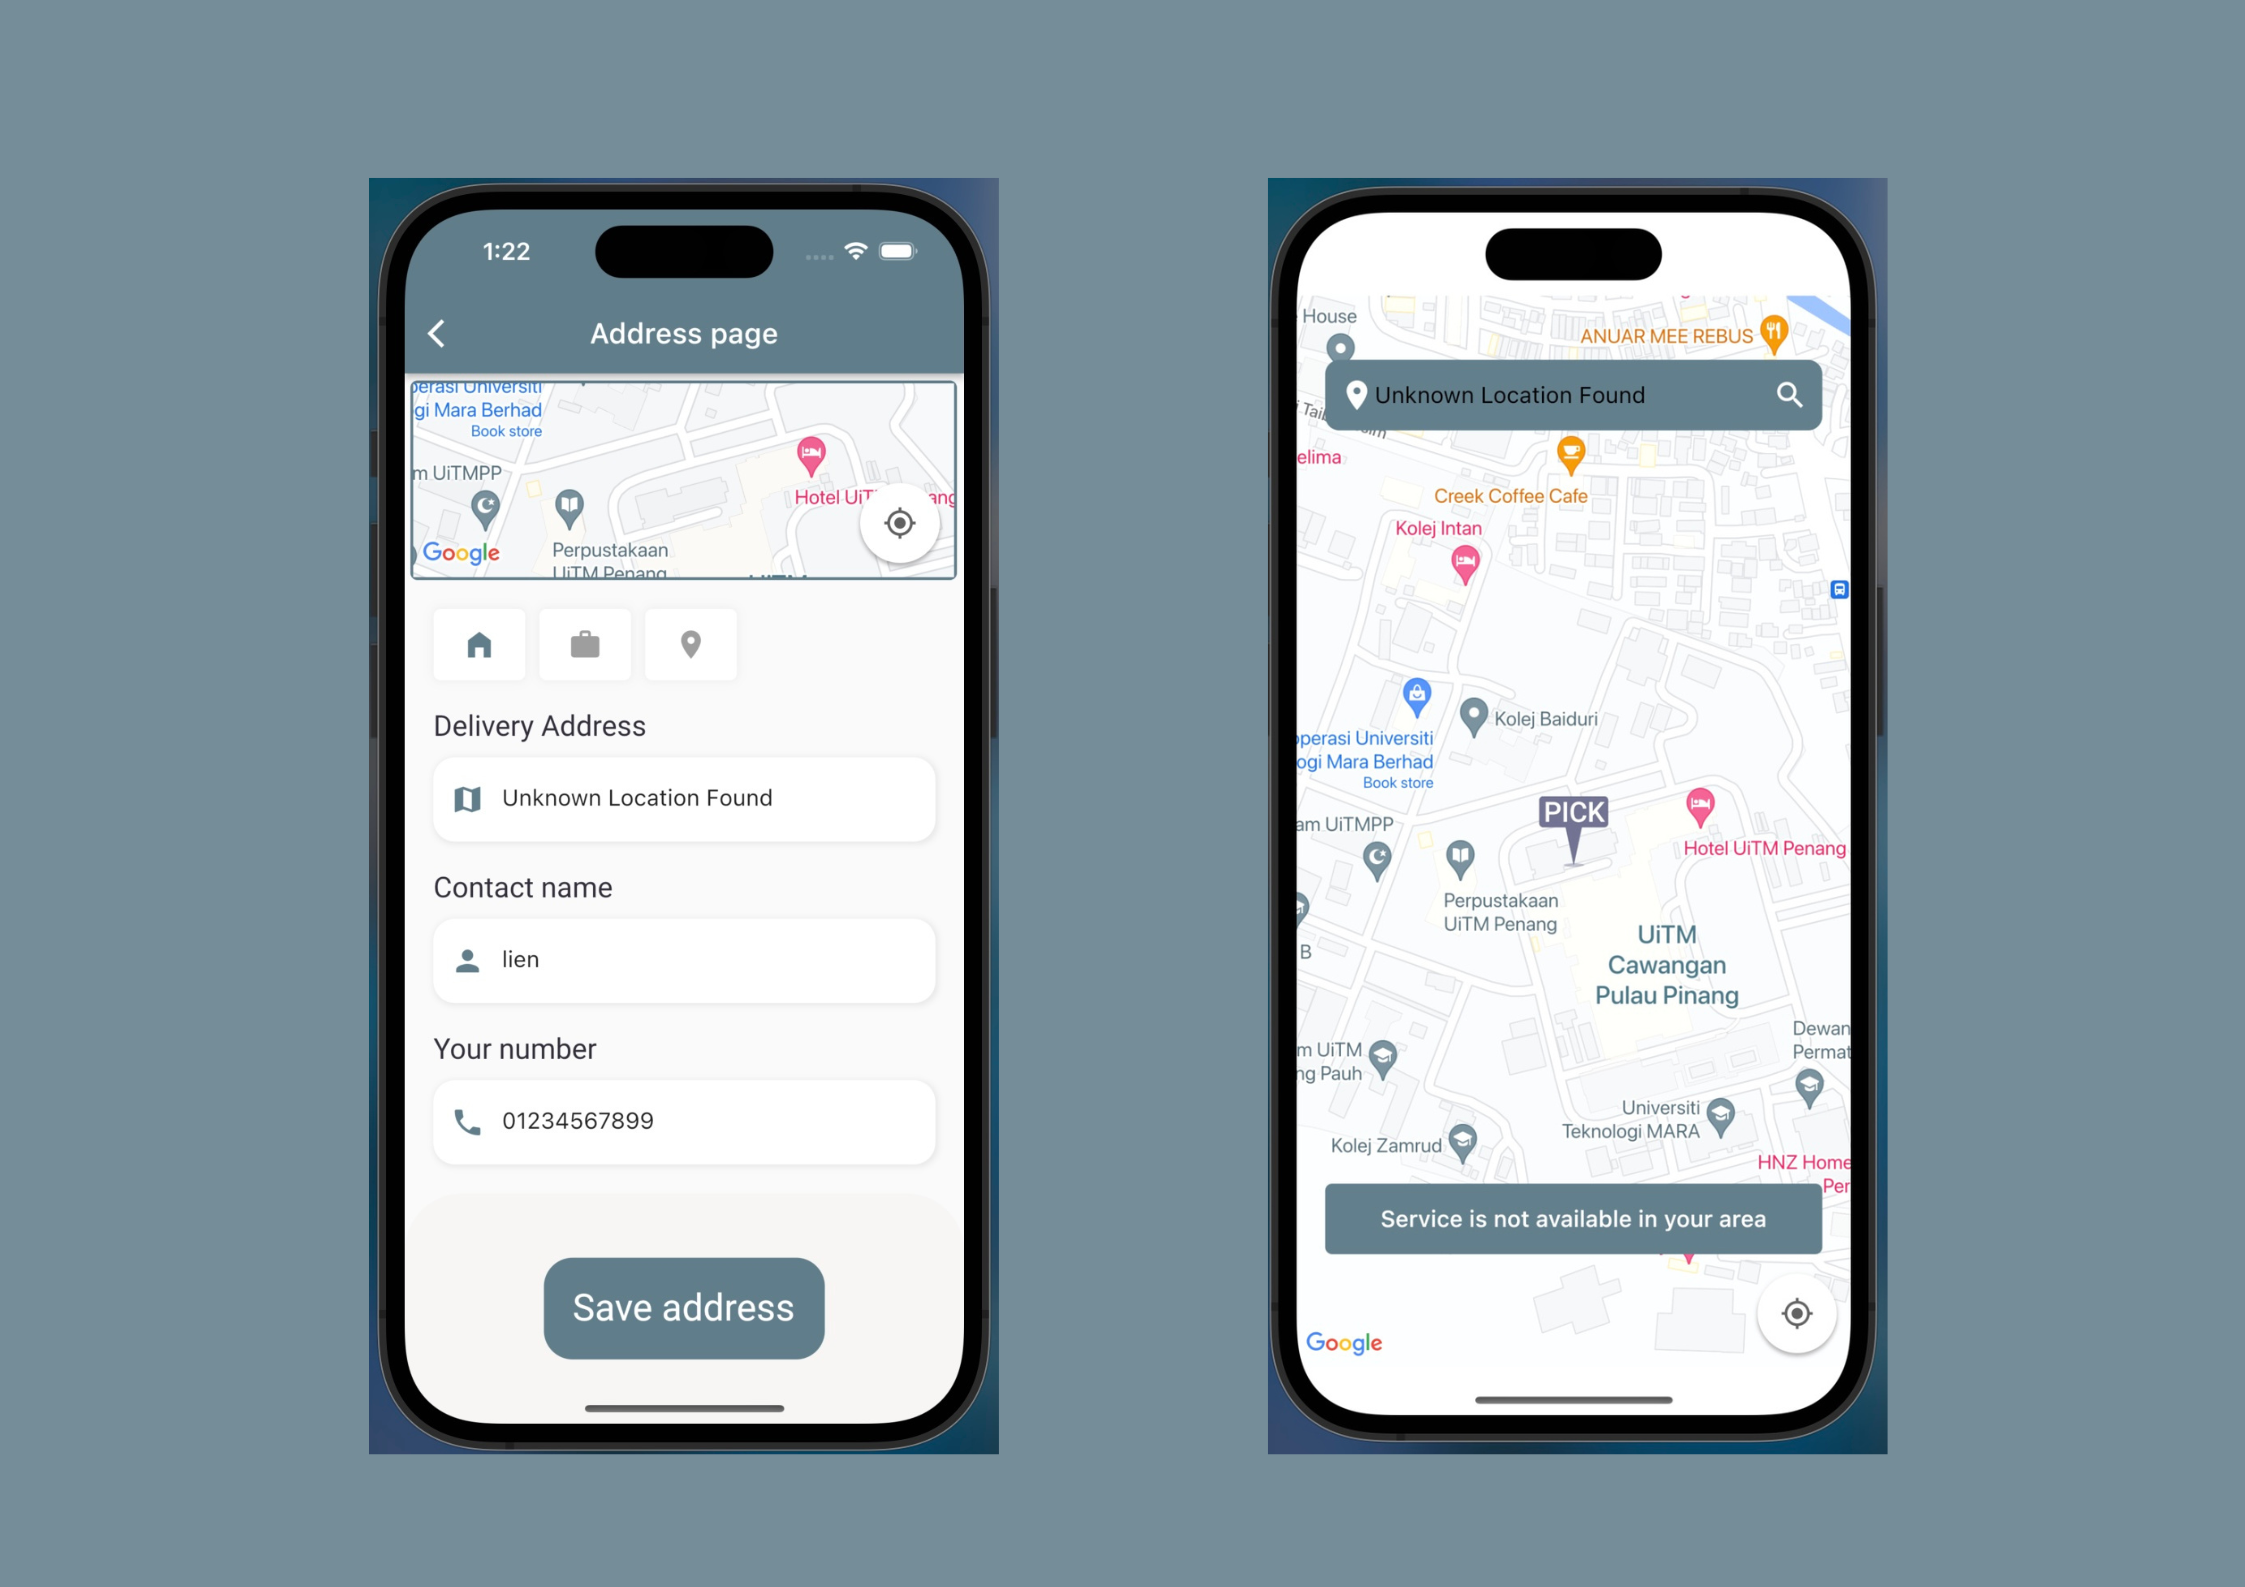 1:22
Address page
perasi Universiti
gi Mara Berhad
Book store
m UiTMPP
Hotel UiT
ang
Google
Perpustakaan
UiTM Penang
Delivery Address
Unknown Location Found
Contact name
lien
Your number
01234567899
Save address
House
ANUAR MEE REBUS
Unknown Location Found
i Tai
elima
Creek Coffee Cafe
Kolej Intan
Kolej Baiduri
operasi Universiti
ogi Mara Berhad
Book store
PICK
am UiTMPP
Hotel UiTM Penang
Perpustakaan
UiTM Penang
B
UiTM
Cawangan
Pulau Pinang
Dewan
Permat
m UiTM
ng Pauh
Universiti
Teknologi MARA
Kolej Zamrud
HNZ Home
Per
Service is not available in your area
Google